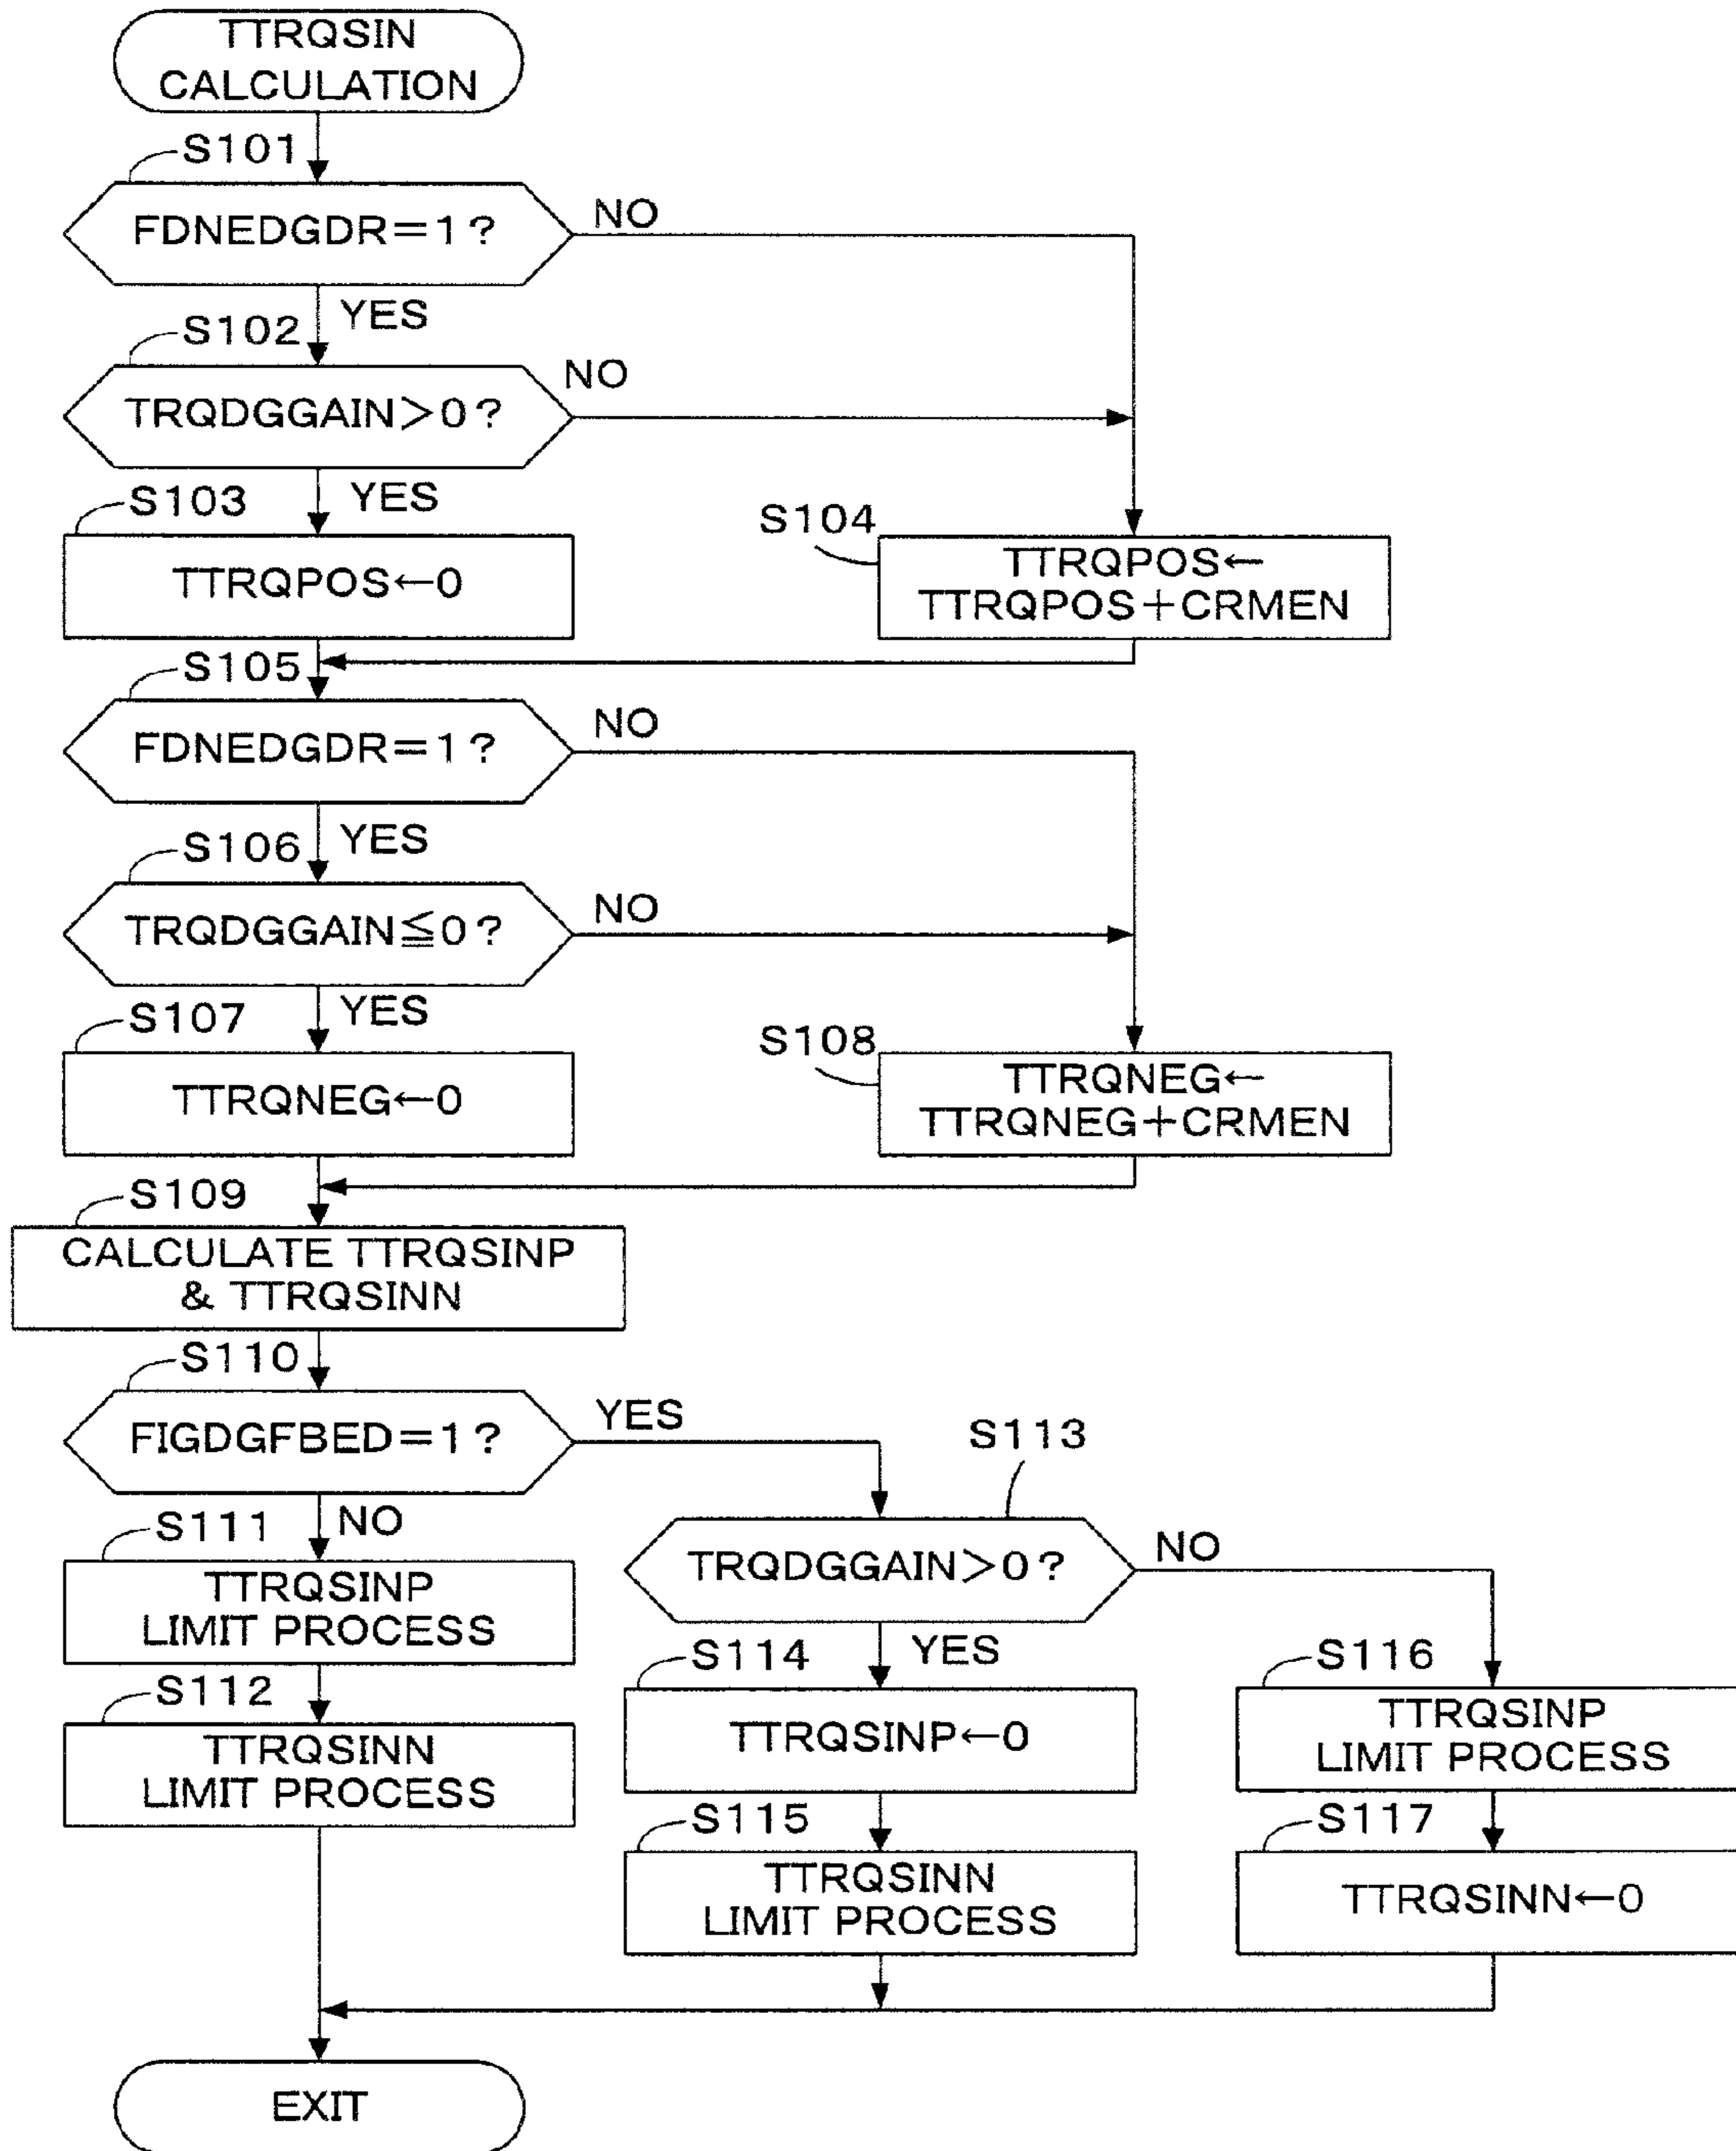 TTRQSIN
CALCULATION
S101
FDNEDGDR=1?
NO
YES
S102
TRQDGGAIN>0?
NO
YES
S103
TTRQPOS←0
S104
TTRQPOS←
TTRQPOS+CRMEN
S105
FDNEDGDR=1?
NO
YES
S106
TRQDGGAIN≦0?
NO
YES
S107
TTRQNEG←0
S108
TTRQNEG←
TTRQNEG+CRMEN
S109
CALCULATE TTRQSINP
& TTRQSINN
S110
FIGDGFBED=1?
YES
NO
S111
TTRQSINP
LIMIT PROCESS
S112
TTRQSINN
LIMIT PROCESS
S113
TRQDGGAIN>0?
NO
YES
S114
TTRQSINP←0
S115
TTRQSINN
LIMIT PROCESS
S116
TTRQSINP
LIMIT PROCESS
S117
TTRQSINN←0
EXIT